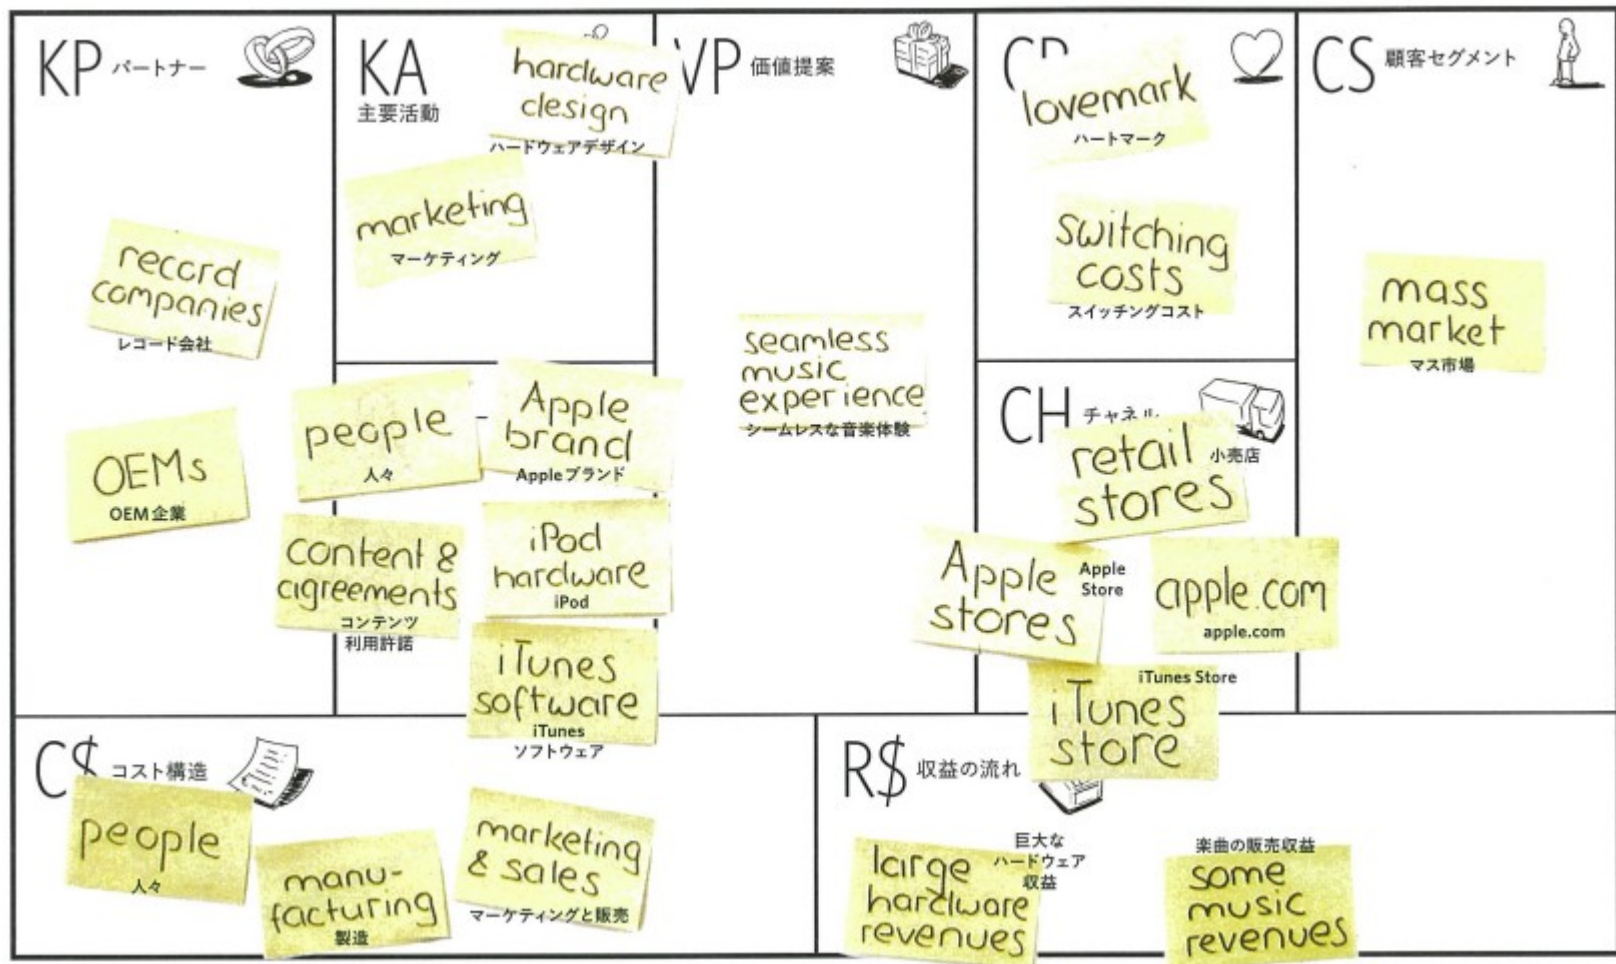 KP パートナー
record
companies
レコード会社
OEMs
OEM企業
KA
主要活動
hardware
design
ハードウェアデザイン
marketing
マーケティング
people
人々
Apple
brand
Appleブランド
content &
agreements
コンテンツ
利用許諾
iPod
hardware
iPod
iTunes
software
iTunes
ソフトウェア
VP 価値提案
seamless
music
experience
シームレスな音楽体験
lovemark
ハートマーク
switching
costs
スイッチングコスト
CH チャネル
retail
stores
小売店
Apple
stores
Apple
Store
apple.com
apple.com
iTunes Store
iTunes
store
CS 顧客セグメント
mass
market
マス市場
C$ コスト構造
people
人々
manu-
facturing
製造
marketing
& sales
マーケティングと販売
R$ 収益の流れ
large
hardware
revenues
巨大な
ハードウェア
収益
楽曲の販売収益
some
music
revenues